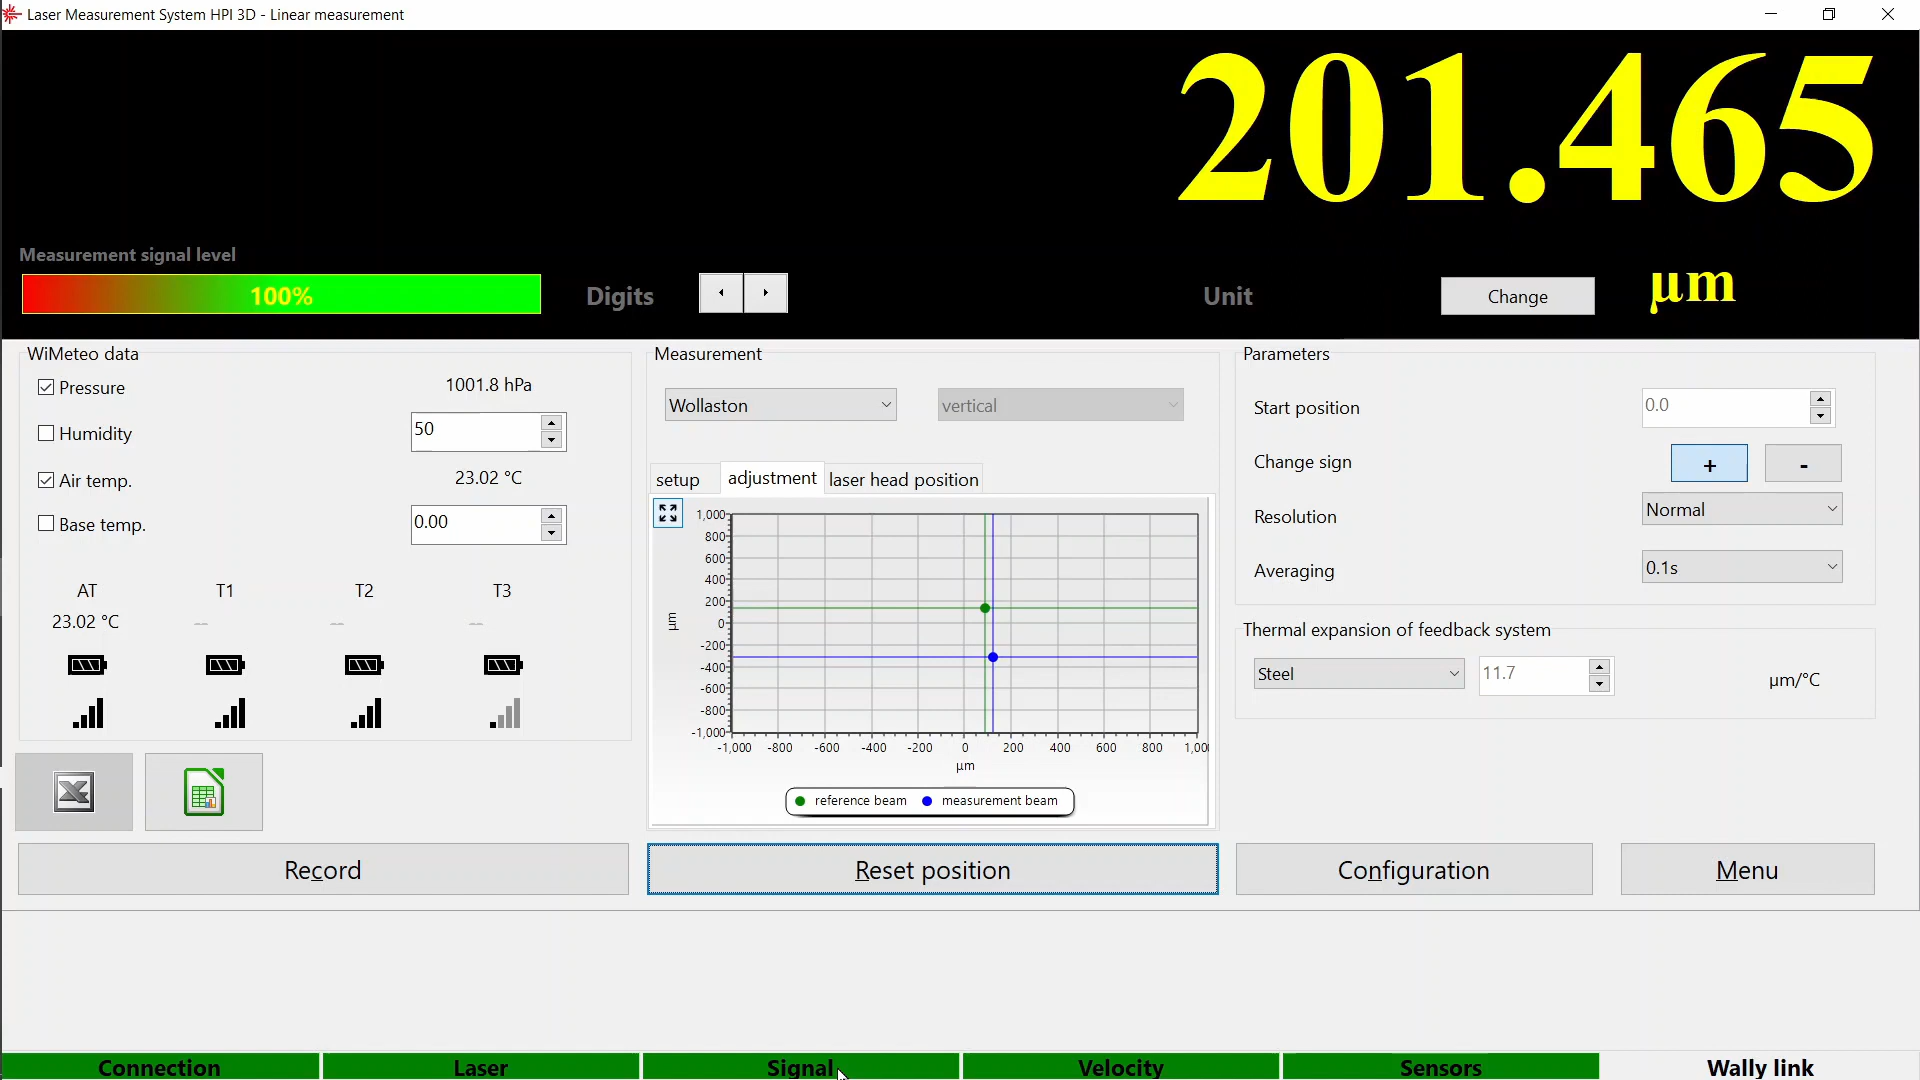 Laser Measurement System HPI 3D - Linear measurement
201.465
Measurement signal level
100%
Digits
Unit
Change
µm
WiMeteo data
Pressure
1001.8 hPa
Humidity
50
Air temp.
23.02 °C
Base temp.
0.00
AT T1 T2 T3
23.02 °C -- -- --
Measurement
Wollaston
vertical
setup adjustment laser head position
1,000
800
600
400
200
0
-200
-400
-600
-800
-1,000
µm
-1,000 -800 -600 -400 -200 0 200 400 600 800 1,00
µm
reference beam measurement beam
Parameters
Start position
0.0
Change sign
+ -
Resolution
Normal
Averaging
0.1s
Thermal expansion of feedback system
Steel
11.7
µm/°C
Record
Reset position
Configuration
Menu
Connection
Laser
Signal
Velocity
Sensors
Wally link